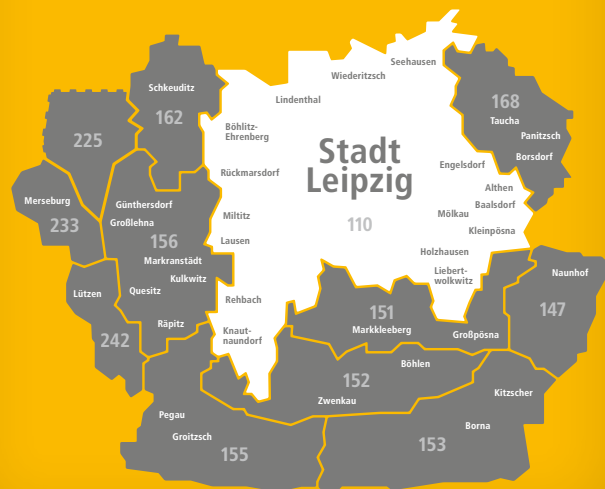 Seehausen
Wiederitzsch
Schkeuditz
Lindenthal
168
162
Taucha
Böhlitz-
Ehrenberg
Panitzsch
225
Stadt
Leipzig
Borsdorf
Engelsdorf
Rückmarsdorf
Althen
Merseburg
Günthersdorf
Baalsdorf
Mölkau
Miltitz
233
Großlehna
110
Kleinpösna
156
Lausen
Holzhausen
Markranstädt
Liebert-
wolkwitz
Naunhof
Kulkwitz
Lützen
Quesitz
Rehbach
151
147
Räpitz
Markkleeberg
Knaut-
naundorf
Großpösna
242
Böhlen
152
Kitzscher
Zwenkau
Pegau
Borna
Groitzsch
153
155